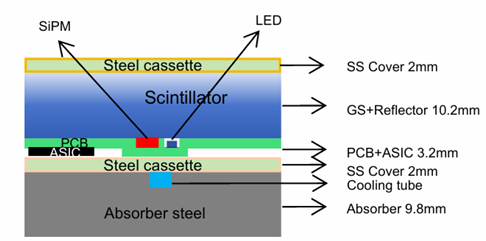 SiPM
LED
Steel cassette
SS Cover 2mm
Scintillator
GS+Reflector 10.2mm
PCB
ASIC
PCB+ASIC 3.2mm
Steel cassette
SS Cover 2mm
Cooling tube
Absorber steel
Absorber 9.8mm